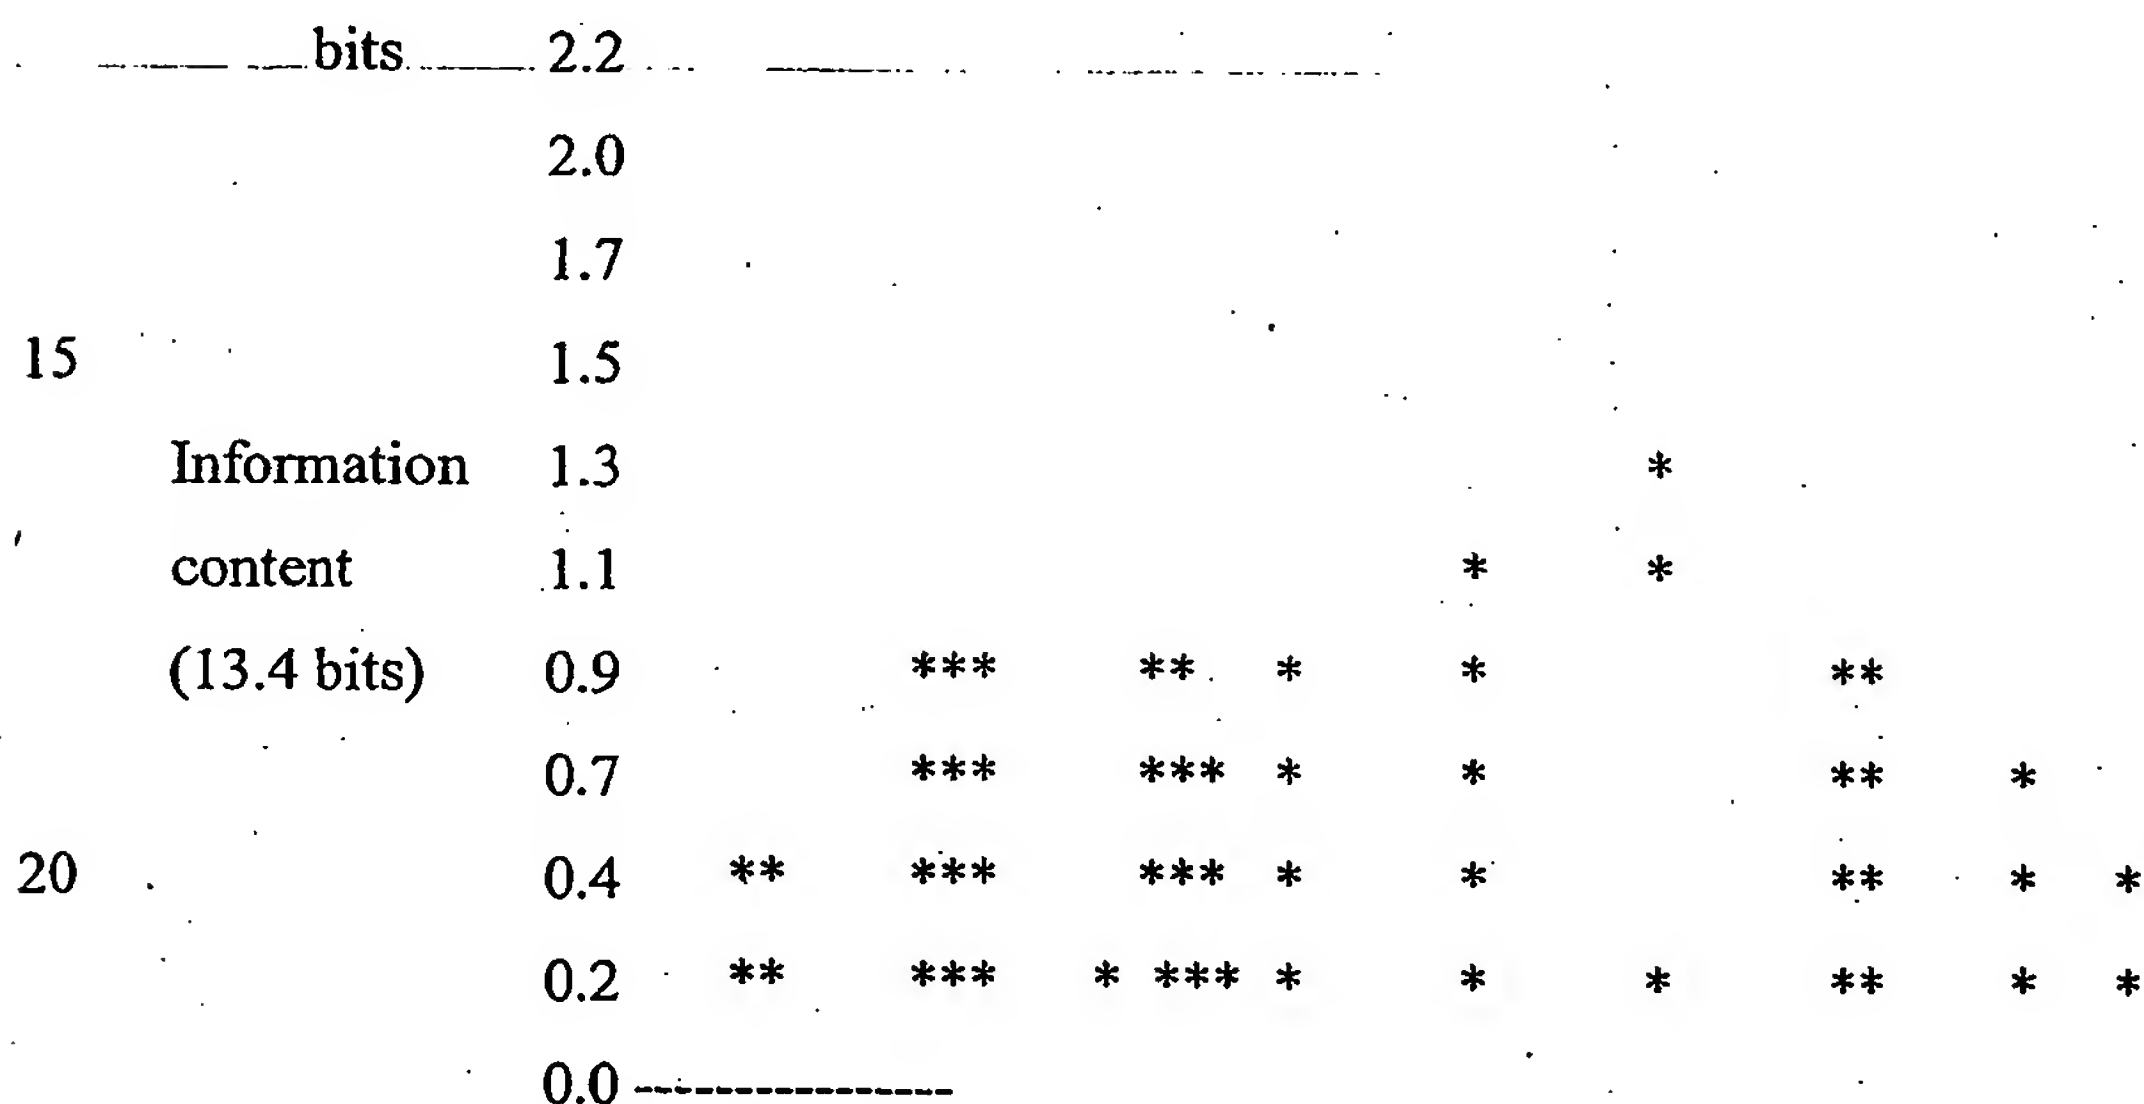 bits 2.2
2.0
1.7
15 1.5
Information 1.3 *
content 1.1 * *
(13.4 bits) 0.9 *** ** * * **
0.7 *** *** * * ** *
20 0.4 ** *** *** * * ** * *
0.2 ** *** * *** * * * ** * *
0.0 ----------------